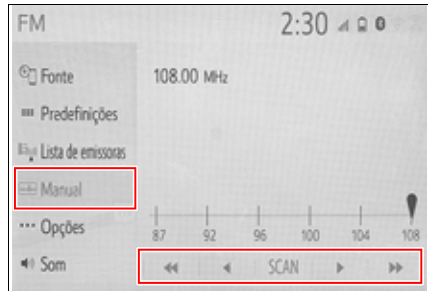 FM 2:30
Fonte 108.00 MHz
Predefinições
Lista de emissoras
Manual
Opções 87 92 96 100 104 108
Som SCAN